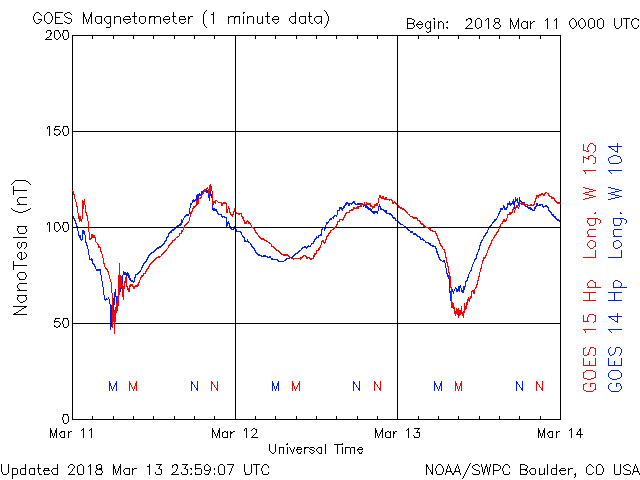 GOES Magnetometer (1 minute data)
Begin: 2018 Mar 11 0000 UTC
200
150
100
50
0
NanoTesla (nT)
M M N N M M N N M M N N
Mar 11 Mar 12 Mar 13 Mar 14
Universal Time
GOES 15 Hp Long. W 135
GOES 14 Hp Long. W 104
Updated 2018 Mar 13 23:59:07 UTC
NOAA/SWPC Boulder, CO USA